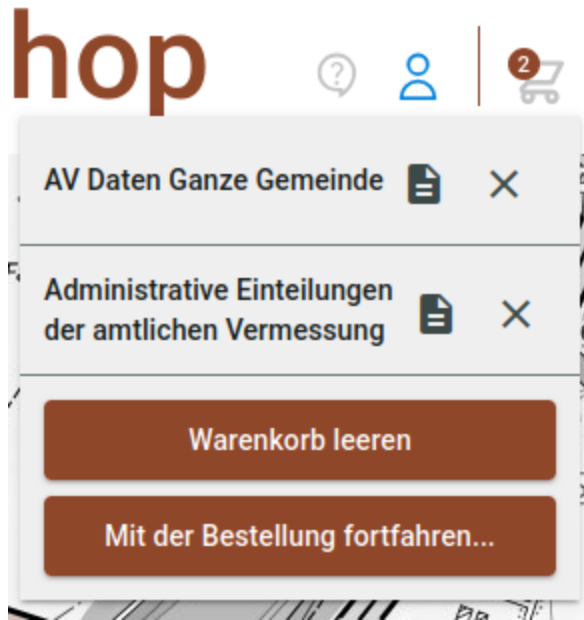 hop
2
AV Daten Ganze Gemeinde
Administrative Einteilungen
der amtlichen Vermessung
Warenkorb leeren
Mit der Bestellung fortfahren...